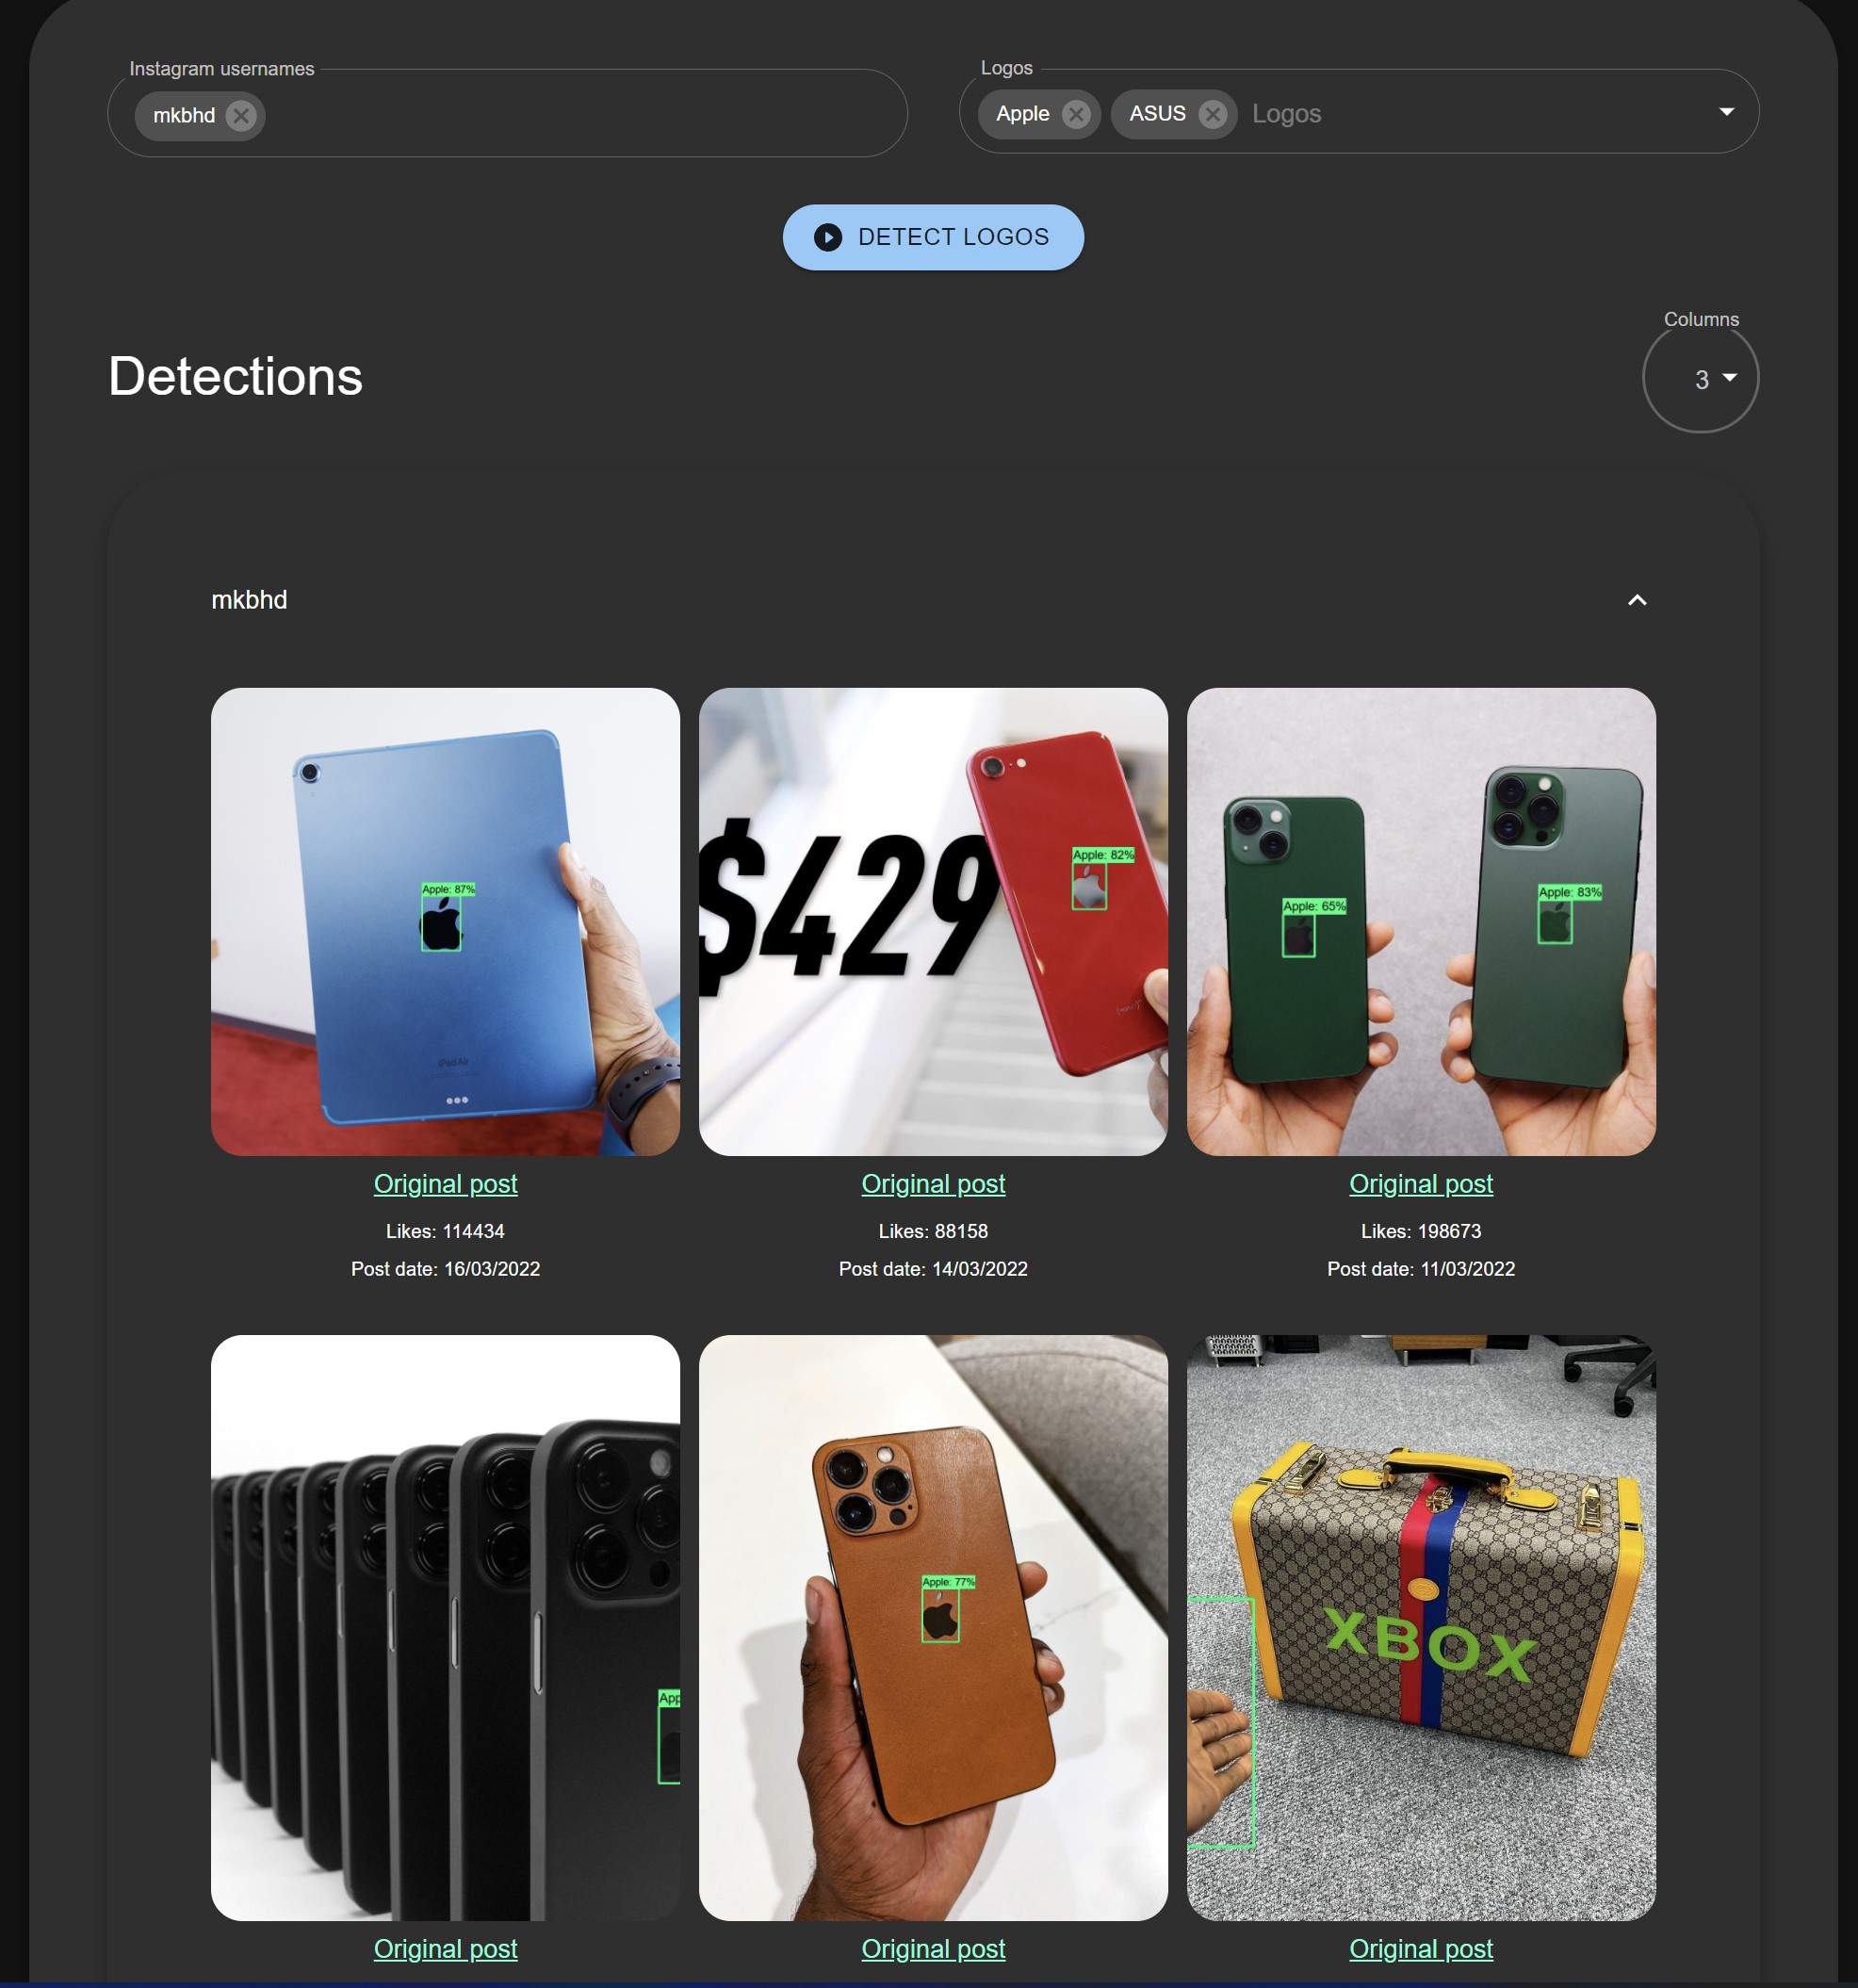 Instagram usernames
mkbhd
Logos
Apple
ASUS
Logos
DETECT LOGOS
Columns
Detections
3
mkbhd
Apple: 87%
iPad Air
$429
Apple: 82%
Apple: 65%
Apple: 83%
Original post
Original post
Original post
Likes: 114434
Likes: 88158
Likes: 198673
Post date: 16/03/2022
Post date: 14/03/2022
Post date: 11/03/2022
App
Apple: 77%
XBOX
Original post
Original post
Original post